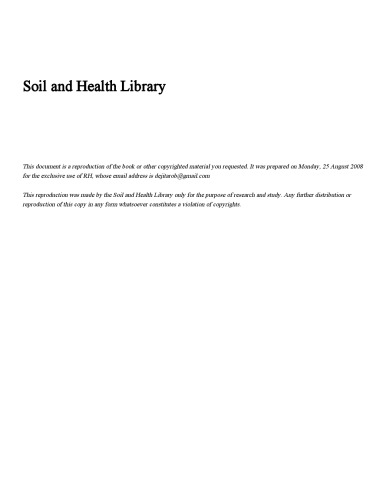 Soil and Health Library
This document is a reproduction of the book or other copyrighted material you requested. It was prepared on Monday, 25 August 2008
for the exclusive use of RH, whose email address is dejitarob@gmail.com
This reproduction was made by the Soil and Health Library only for the purpose of research and study. Any further distribution or
reproduction of this copy in any form whatsoever constitutes a violation of copyrights.